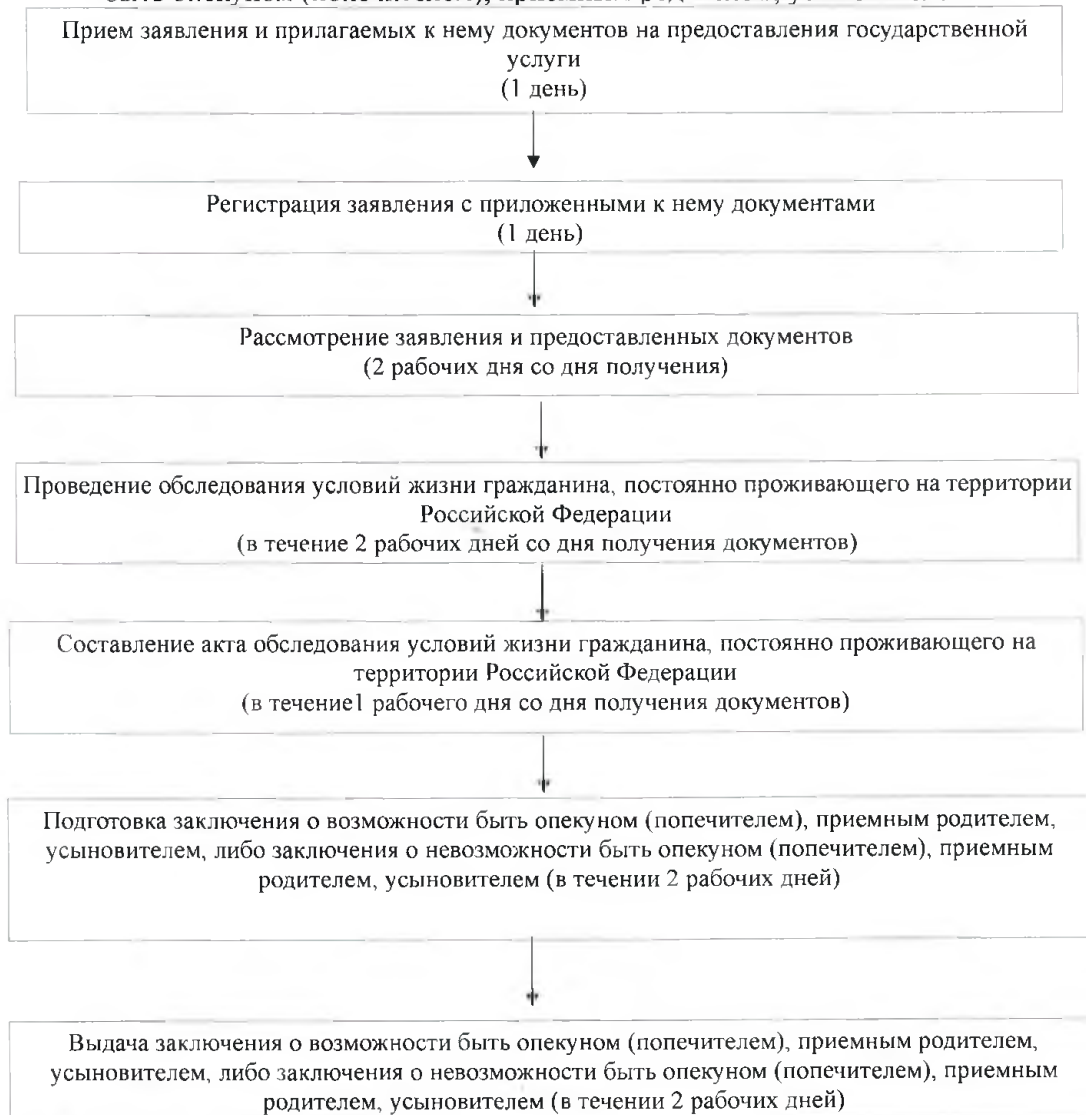 Прием заявления и прилагаемых к нему документов на предоставления государственной
услуги
(1 день)
Регистрация заявления с приложенными к нему документами
(1 день)
Рассмотрение заявления и предоставленных документов
(2 рабочих дня со дня получения)
Проведение обследования условий жизни гражданина, постоянно проживающего на территории
Российской Федерации
(в течение 2 рабочих дней со дня получения документов)
Составление акта обследования условий жизни гражданина, постоянно проживающего на
территории Российской Федерации
(в течение1 рабочего дня со дня получения документов)
Подготовка заключения о возможности быть опекуном (попечителем), приемным родителем,
усыновителем, либо заключения о невозможности быть опекуном (попечителем), приемным
родителем, усыновителем (в течении 2 рабочих дней)
Выдача заключения о возможности быть опекуном (попечителем), приемным родителем,
усыновителем, либо заключения о невозможности быть опекуном (попечителем), приемным
родителем, усыновителем (в течении 2 рабочих дней)